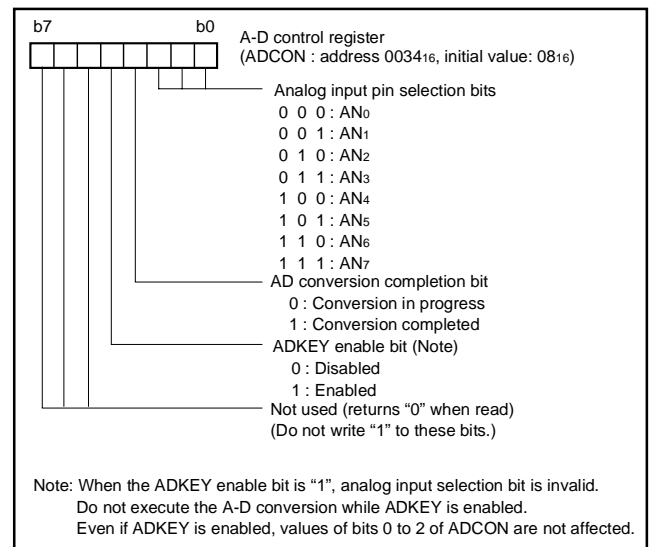 b7 b0
A-D control register
(ADCON : address 003416, initial value: 0816)
Analog input pin selection bits
0 0 0 : AN0
0 0 1 : AN1
0 1 0 : AN2
0 1 1 : AN3
1 0 0 : AN4
1 0 1 : AN5
1 1 0 : AN6
1 1 1 : AN7
AD conversion completion bit
0 : Conversion in progress
1 : Conversion completed
ADKEY enable bit (Note)
0 : Disabled
1 : Enabled
Not used (returns “0” when read)
(Do not write “1” to these bits.)
Note: When the ADKEY enable bit is “1”, analog input selection bit is invalid.
Do not execute the A-D conversion while ADKEY is enabled.
Even if ADKEY is enabled, values of bits 0 to 2 of ADCON are not affected.